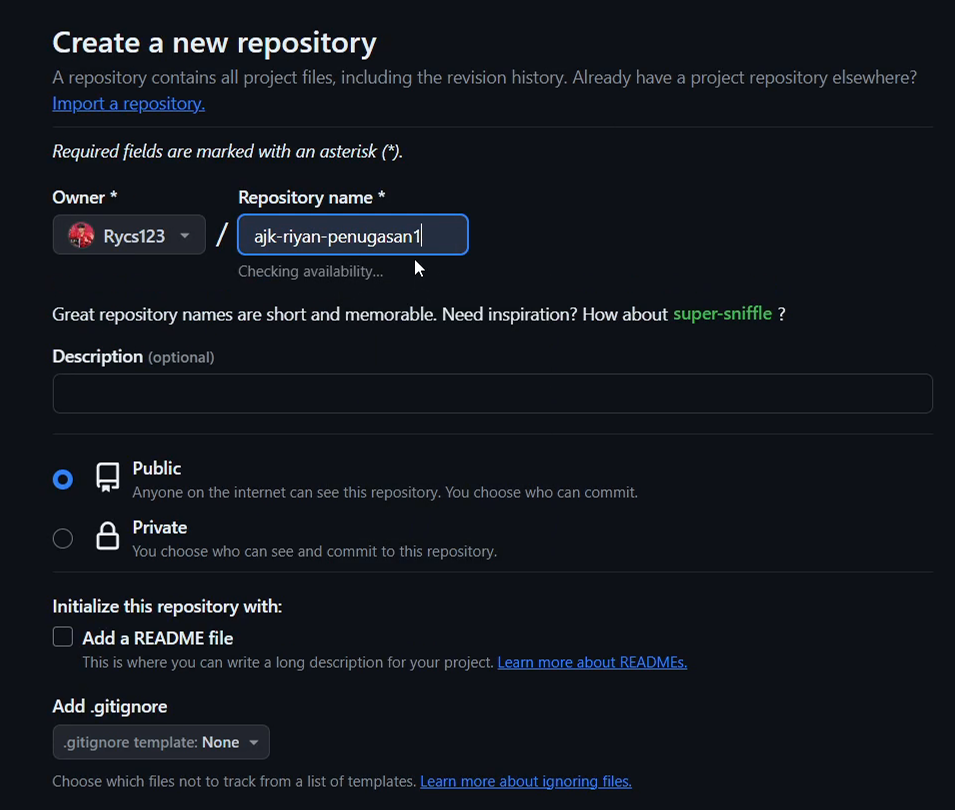 Create a new repository
A repository contains all project files, including the revision history. Already have a project repository elsewhere?
Import a repository.
Required fields are marked with an asterisk (*).
Owner *
Repository name *
Rycs123
/
ajk-riyan-penugasan1
Checking availability...
Great repository names are short and memorable. Need inspiration? How about super-sniffle ?
Description (optional)
Public
Anyone on the internet can see this repository. You choose who can commit.
Private
You choose who can see and commit to this repository.
Initialize this repository with:
Add a README file
This is where you can write a long description for your project. Learn more about READMEs.
Add .gitignore
.gitignore template: None
Choose which files not to track from a list of templates. Learn more about ignoring files.